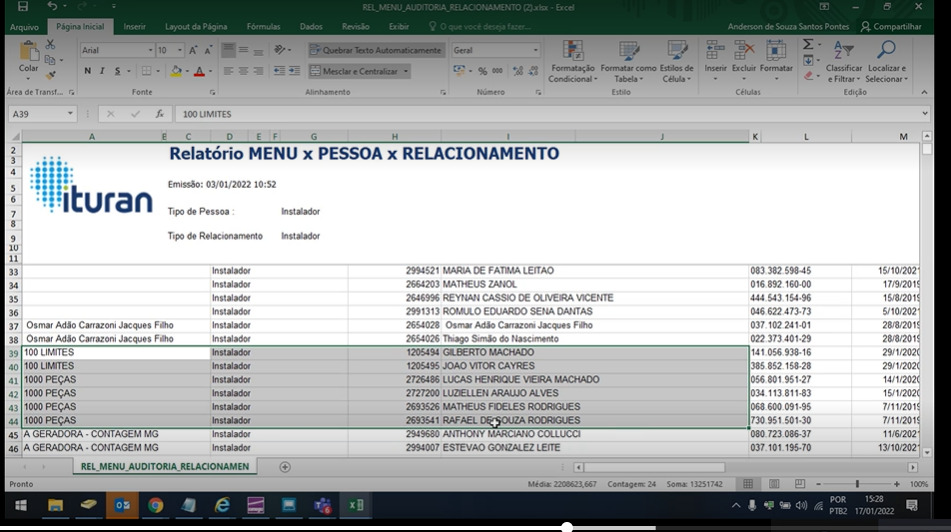 REL_MENU_AUDITORIA_RELACIONAMENTO (2).xlsx - Excel
Anderson de Souza Santos Pontes
Arquivo Página Inicial Inserir Layout da Página Fórmulas Dados Revisão Exibir O que você deseja fazer... Compartilhar
Colar
Arial 10
N I S
Quebrar Texto Automaticamente
Mesclar e Centralizar
Geral
% 000
Formatação Condicional
Formatar como Tabela
Estilos de Célula
Inserir Excluir Formatar
Classificar e Filtrar
Localizar e Selecionar
Área de Transf... Fonte Alinhamento Número Estilo Células Edição
A39 fx 100 LIMITES
A B C D E F G H I J K L M
2 Relatório MENU x PESSOA x RELACIONAMENTO
3
4
ituran
5 Emissão: 03/01/2022 10:52
6
7 Tipo de Pessoa : Instalador
8
9 Tipo de Relacionamento Instalador
10
11
33 Instalador 2994521 MARIA DE FATIMA LEITAO 083.382.598-45 15/10/2021
34 Instalador 2664203 MATHEUS ZANOL 016.892.160-00 17/9/2019
35 Instalador 2646996 REYNAN CASSIO DE OLIVEIRA VICENTE 444.543.154-96 15/8/2019
36 Instalador 2991313 ROMULO EDUARDO SENA DANTAS 046.622.473-73 5/10/2021
37 Osmar Adão Carrazoni Jacques Filho Instalador 2654028 Osmar Adão Carrazoni Jacques Filho 037.102.241-01 28/8/2019
38 Osmar Adão Carrazoni Jacques Filho Instalador 2654026 Thiago Simão do Nascimento 022.373.401-29 28/8/2019
39 100 LIMITES Instalador 1205494 GILBERTO MACHADO 141.056.938-16 29/1/2020
40 100 LIMITES Instalador 1205495 JOAO VITOR CAYRES 385.852.158-28 29/1/2020
41 1000 PEÇAS Instalador 2726486 LUCAS HENRIQUE VIEIRA MACHADO 056.801.951-27 14/1/2020
42 1000 PEÇAS Instalador 2727200 LUZIELLEN ARAUJO ALVES 034.113.811-83 15/1/2020
43 1000 PEÇAS Instalador 2693526 MATHEUS FIDELES RODRIGUES 068.600.091-95 7/11/2019
44 1000 PEÇAS Instalador 2693541 RAFAEL DE SOUZA RODRIGUES 730.951.501-30 7/11/2019
45 A GERADORA - CONTAGEM MG Instalador 2949680 ANTHONY MARCIANO COLLUCCI 080.723.086-37 11/6/2021
46 A GERADORA - CONTAGEM MG Instalador 2994007 ESTEVAO GONZALEZ LEITE 037.101.195-70 13/10/2021
REL_MENU_AUDITORIA_RELACIONAMEN
Pronto Média: 2208623,667 Contagem: 24 Soma: 13251742 100%
POR 15:28
PTB2 17/01/2022